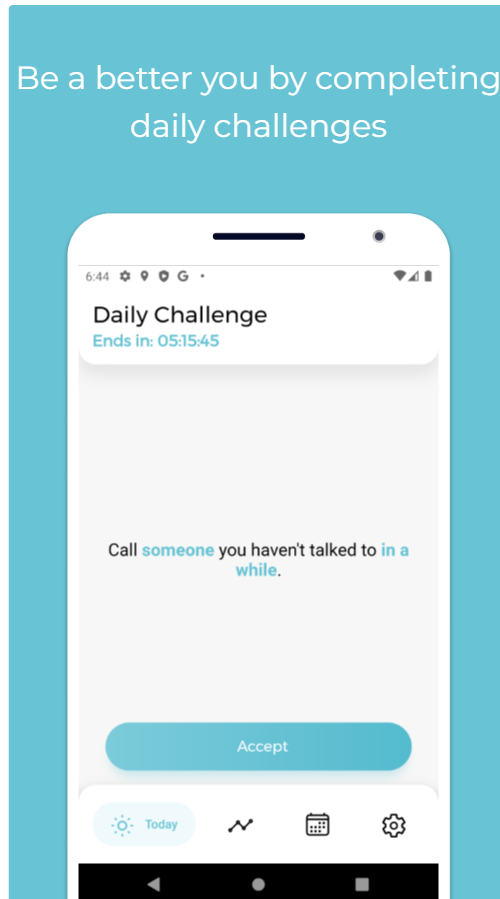 Be a better you by completing
daily challenges
6:44
Daily Challenge
Ends in: 05:15:45
Call someone you haven't talked to in a
while.
Accept
Today